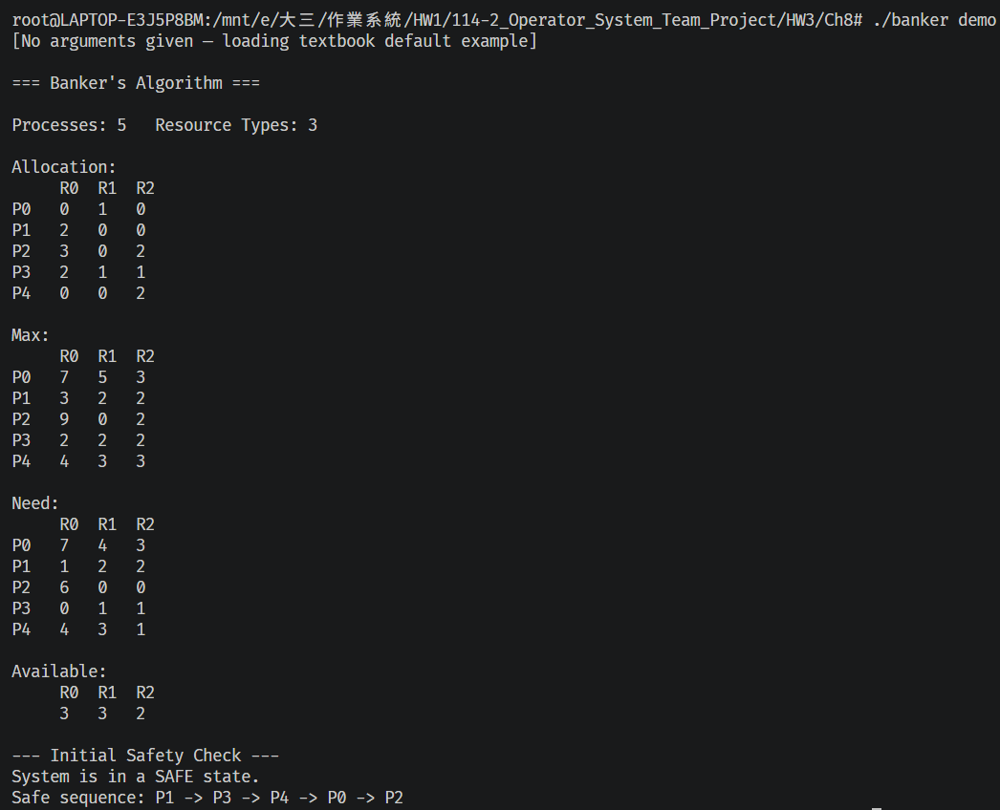 root@LAPTOP-E3J5P8BM:/mnt/e/大三/作業系統/HW1/114-2_Operator_System_Team_Project/HW3/Ch8# ./banker demo
[No arguments given — loading textbook default example]

=== Banker's Algorithm ===

Processes: 5   Resource Types: 3

Allocation:
     R0  R1  R2
P0   0   1   0
P1   2   0   0
P2   3   0   2
P3   2   1   1
P4   0   0   2

Max:
     R0  R1  R2
P0   7   5   3
P1   3   2   2
P2   9   0   2
P3   2   2   2
P4   4   3   3

Need:
     R0  R1  R2
P0   7   4   3
P1   1   2   2
P2   6   0   0
P3   0   1   1
P4   4   3   1

Available:
     R0  R1  R2
     3   3   2

--- Initial Safety Check ---
System is in a SAFE state.
Safe sequence: P1 -> P3 -> P4 -> P0 -> P2